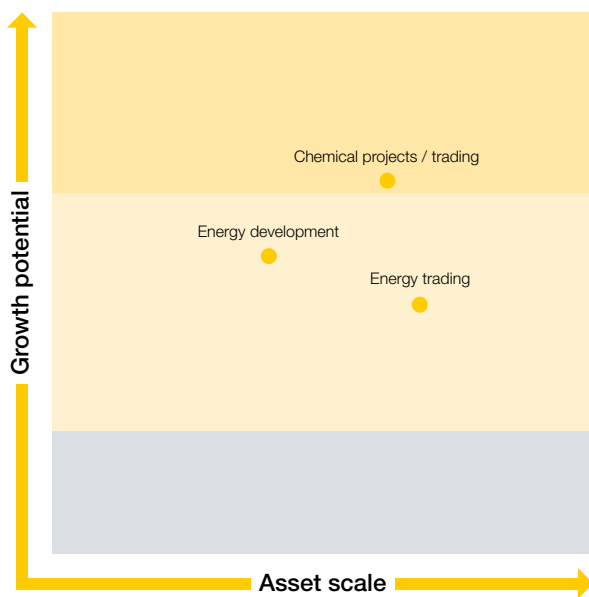 Chemical projects / trading
Energy development
Energy trading
Growth potential
Asset scale